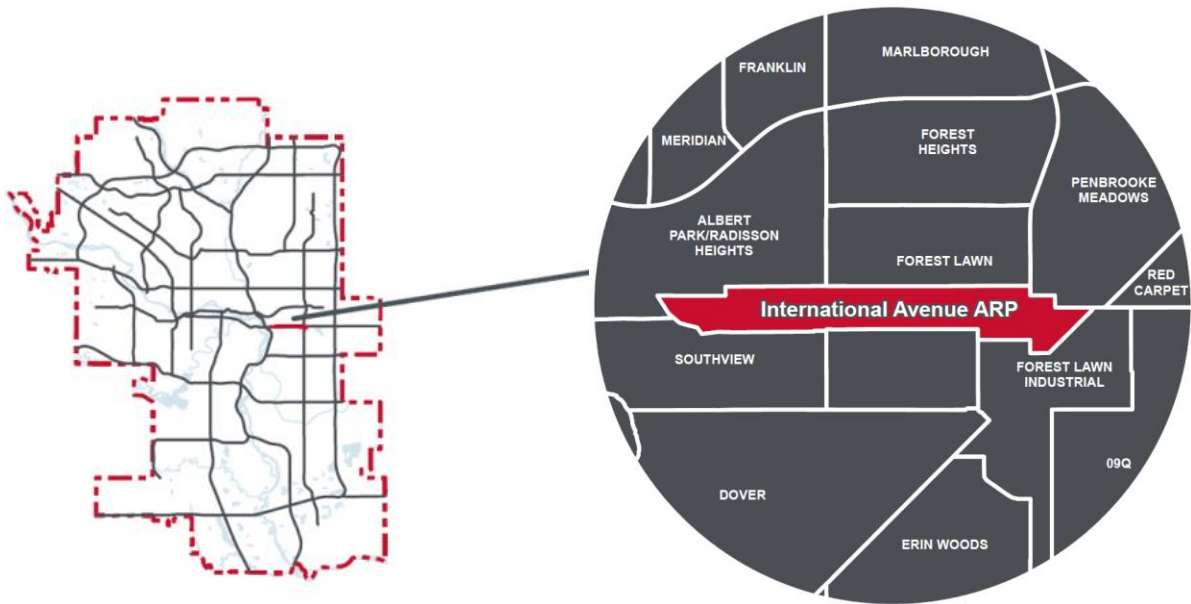 MARLBOROUGH
FRANKLIN
MERIDIAN
FOREST
HEIGHTS
PENBROOKE
MEADOWS
ALBERT
PARK/RADISSON
HEIGHTS
FOREST LAWN
RED
CARPET
International Avenue ARP
SOUTHVIEW
FOREST LAWN
INDUSTRIAL
09Q
DOVER
ERIN WOODS